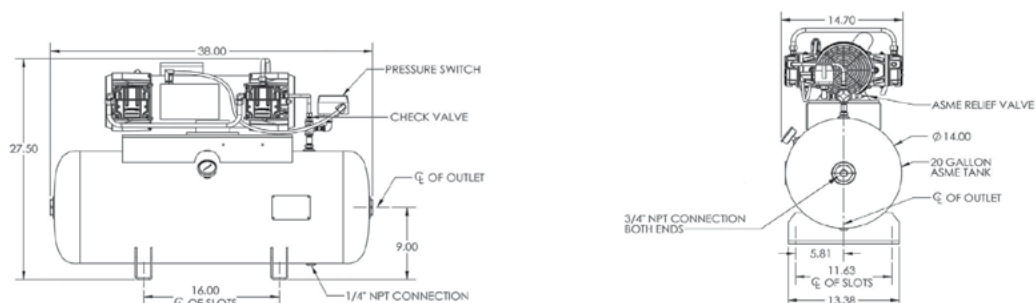 38.00
PRESSURE SWITCH
CHECK VALVE
27.50
℄ OF OUTLET
9.00
16.00
℄ OF SLOTS
1/4" NPT CONNECTION
14.70
ASME RELIEF VALVE
Ø14.00
20 GALLON
ASME TANK
℄ OF OUTLET
3/4" NPT CONNECTION
BOTH ENDS
5.81
11.63
℄ OF SLOTS
13.38